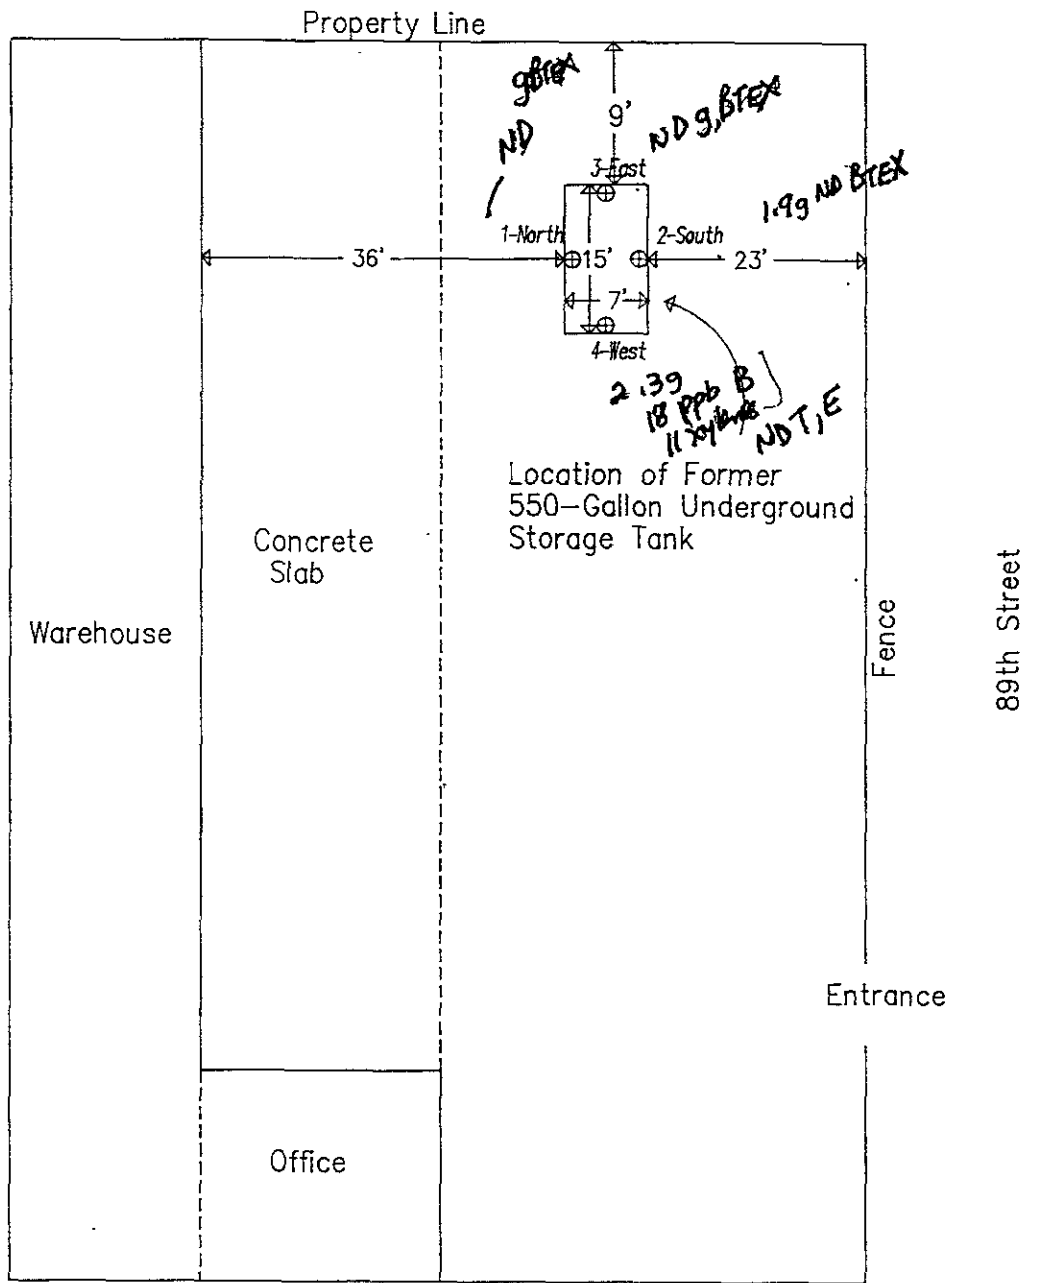 Property Line
gBTEX
ND
9'
ND g, BTEX
3-East
1.9g ND BTEX
1-North
2-South
36'
15'
23'
7'
4-West
2.3g
18 ppb B
11 xylenes
ND T, E
Location of Former
550-Gallon Underground
Storage Tank
Concrete
Slab
Warehouse
Fence
89th Street
Entrance
Office